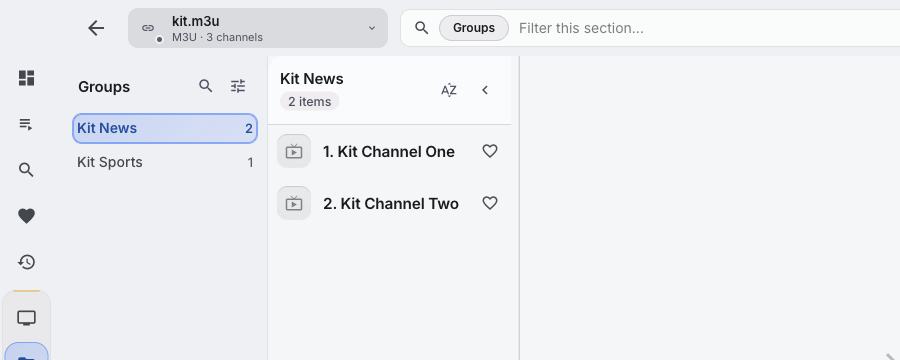 kit.m3u
M3U · 3 channels
Groups
Filter this section...
Groups
Kit News
2
Kit Sports
1
Kit News
2 items
AZ
1. Kit Channel One
2. Kit Channel Two